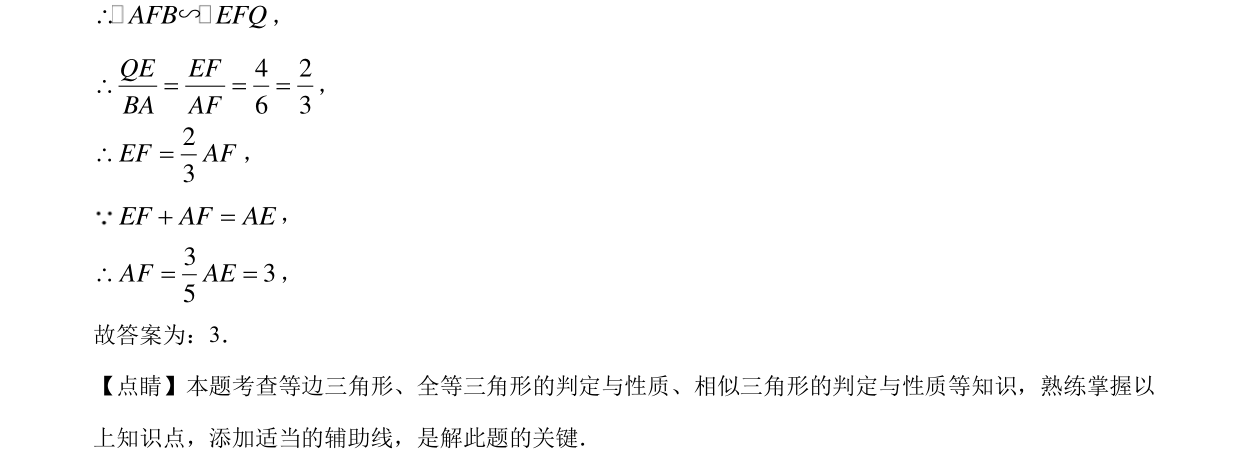 ∴□AFB∽□EFQ，
∴QE/BA=EF/AF=4/6=2/3，
∴EF=2/3AF，
∵EF+AF=AE，
∴AF=3/5AE=3，
故答案为：3．
【点睛】本题考查等边三角形、全等三角形的判定与性质、相似三角形的判定与性质等知识，熟练掌握以
上知识点，添加适当的辅助线，是解此题的关键．